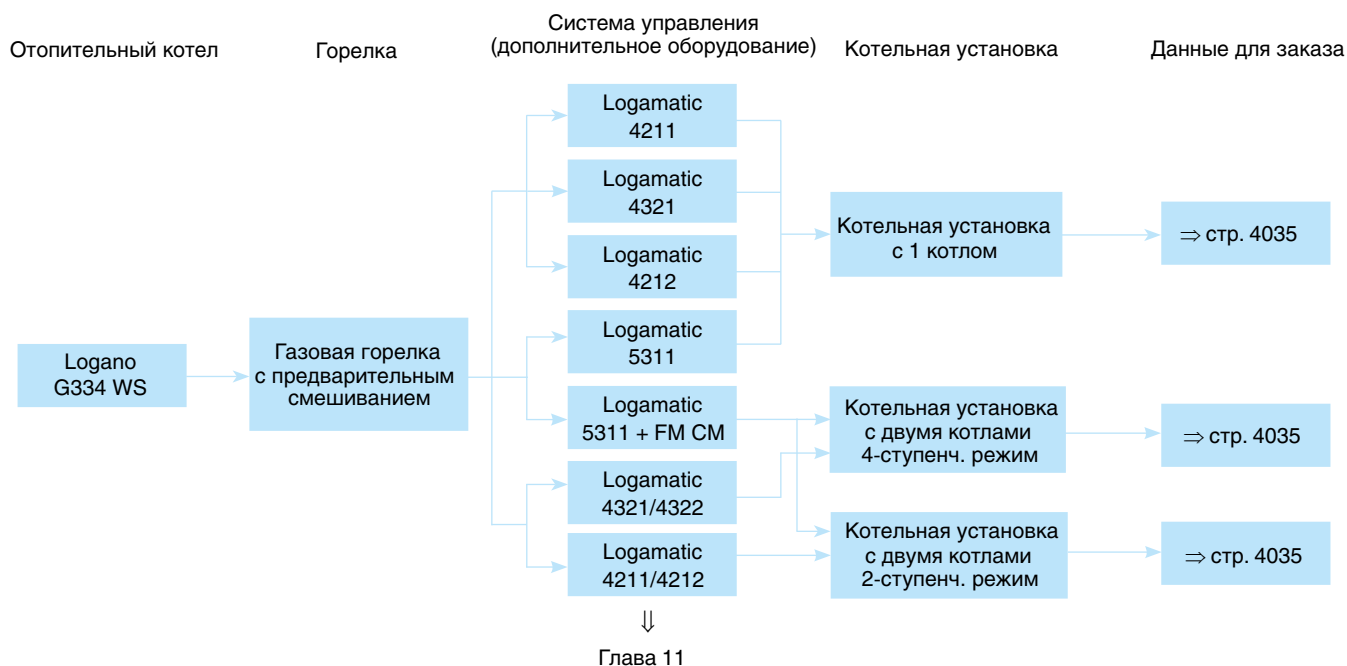 Отопительный котел
Горелка
Система управления
(дополнительное оборудование)
Котельная установка
Данные для заказа
Logamatic
4211
Logamatic
4321
Logamatic
4212
Logamatic
5311
Logamatic
5311 + FM CM
Logamatic
4321/4322
Logamatic
4211/4212
⇓
Глава 11
Logano
G334 WS
Газовая горелка
с предварительным
смешиванием
Котельная установка
с 1 котлом
⇒ стр. 4035
Котельная установка
с двумя котлами
4-ступенч. режим
⇒ стр. 4035
Котельная установка
с двумя котлами
2-ступенч. режим
⇒ стр. 4035